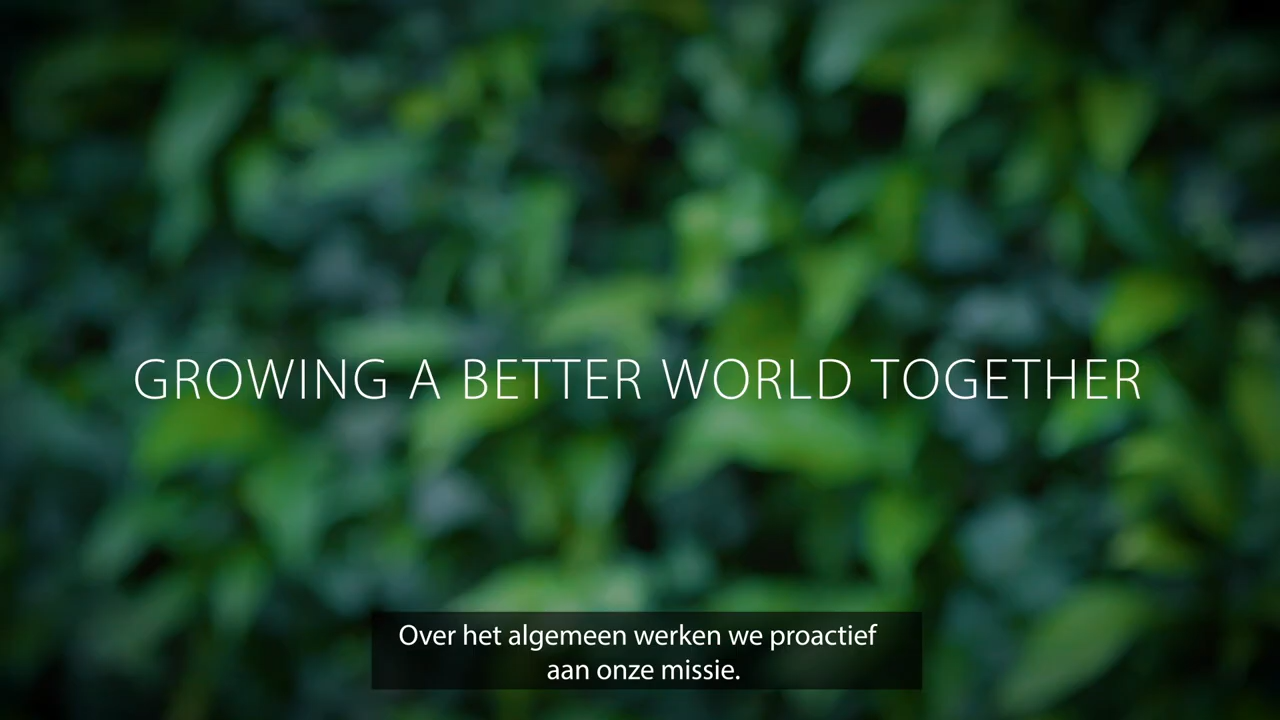 GROWING A BETTER WORLD TOGETHER
Over het algemeen werken we proactief
aan onze missie.